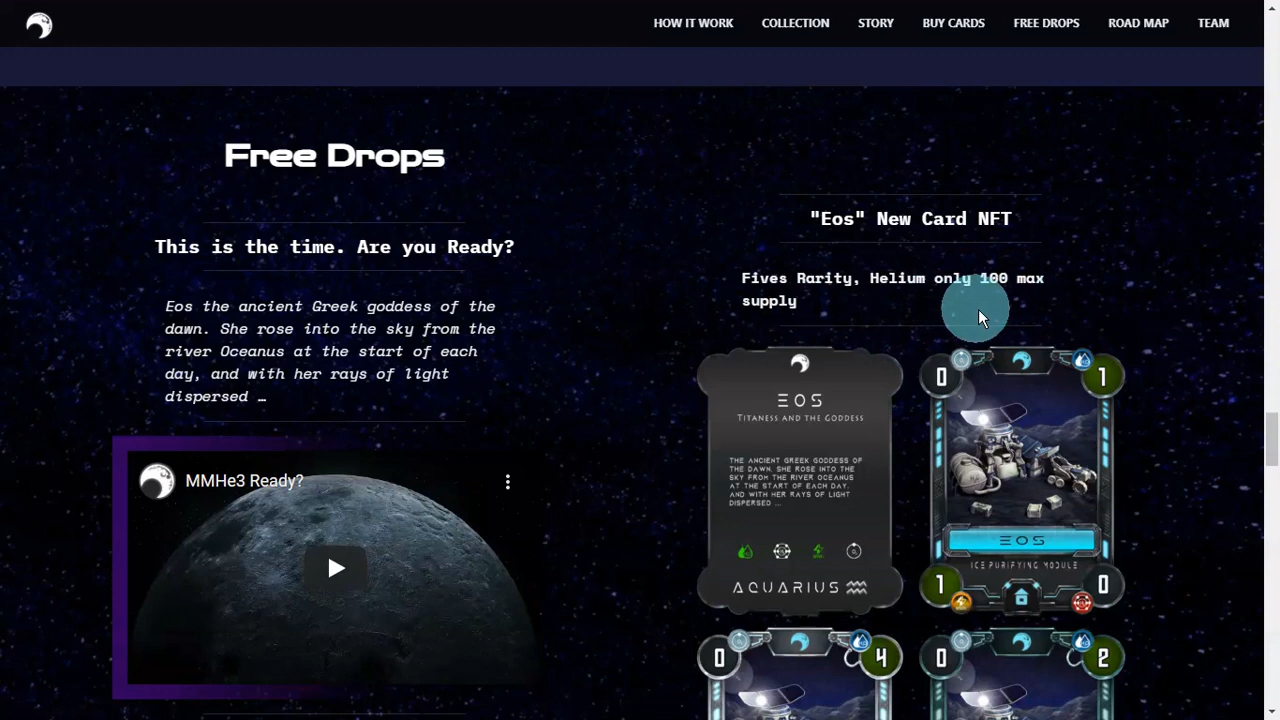 HOW IT WORK COLLECTION STORY BUY CARDS FREE DROPS ROAD MAP TEAM
Free Drops
This is the time. Are you Ready?
Eos the ancient Greek goddess of the
dawn. She rose into the sky from the
river Oceanus at the start of each
day, and with her rays of light
dispersed …
MMHe3 Ready?
"Eos" New Card NFT
Fives Rarity, Helium only 100 max
supply
EOS
TITANESS AND THE GODDESS
THE ANCIENT GREEK GODDESS OF
THE DAWN. SHE ROSE INTO THE
SKY FROM THE RIVER OCEANUS
AT THE START OF EACH DAY,
AND WITH HER RAYS OF LIGHT
DISPERSED ...
AQUARIUS
0 1
EOS
ICE PURIFYING MODULE
1 0
0 4
0 2